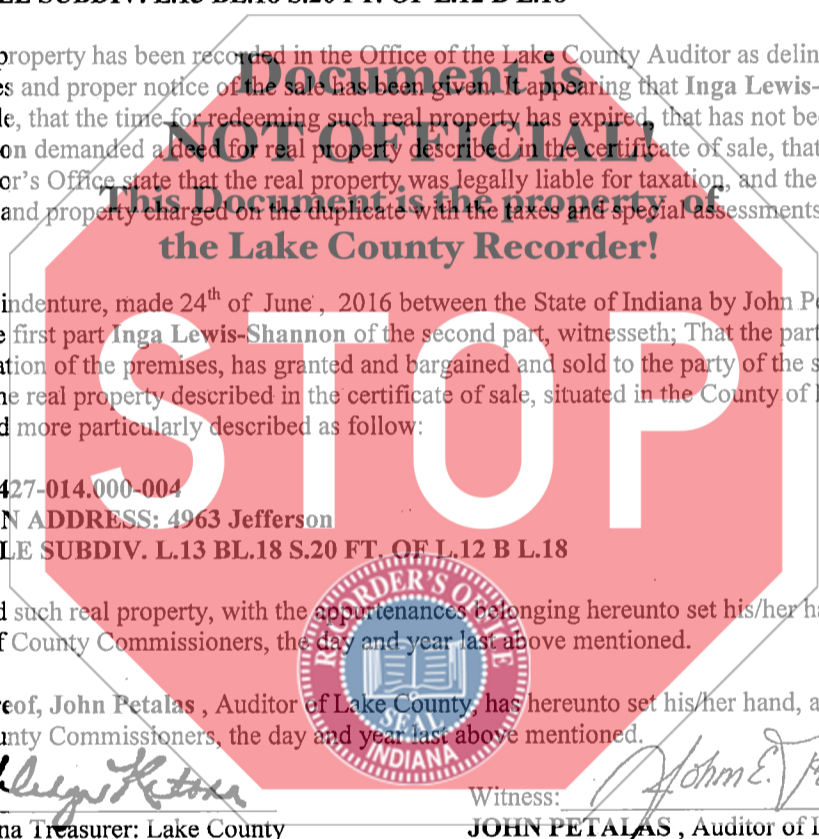 LE SUBDIV. L.13 BL.18 S.20 FT. OF L.12 B L.18
property has been recorded in the Office of the Lake County Auditor as delin
es and proper notice of the sale has been given. It appearing that Inga Lewis-
le, that the time for redeeming such real property has expired, that has not be
on demanded a deed for real property described in the certificate of sale, that
or's Office state that the real property was legally liable for taxation, and the
and property charged on the duplicate with the taxes and special assessments
Document is
NOT OFFICIAL!
This Document is the property of
the Lake County Recorder!
indenture, made 24th of June , 2016 between the State of Indiana by John Pe
e first part Inga Lewis-Shannon of the second part, witnesseth; That the part
ation of the premises, has granted and bargained and sold to the party of the s
he real property described in the certificate of sale, situated in the County of L
d more particularly described as follow:
STOP
427-014.000-004
N ADDRESS: 4963 Jefferson
LE SUBDIV. L.13 BL.18 S.20 FT. OF L.12 B L.18
d such real property, with the appurtenances belonging hereunto set his/her ha
f County Commissioners, the day and year last above mentioned.
RECORDER'S OFFICE
SEAL
INDIANA
eof, John Petalas , Auditor of Lake County, has hereunto set his/her hand, a
unty Commissioners, the day and year last above mentioned.
Witness: John E. P
na Treasurer: Lake County
JOHN PETALAS , Auditor of L